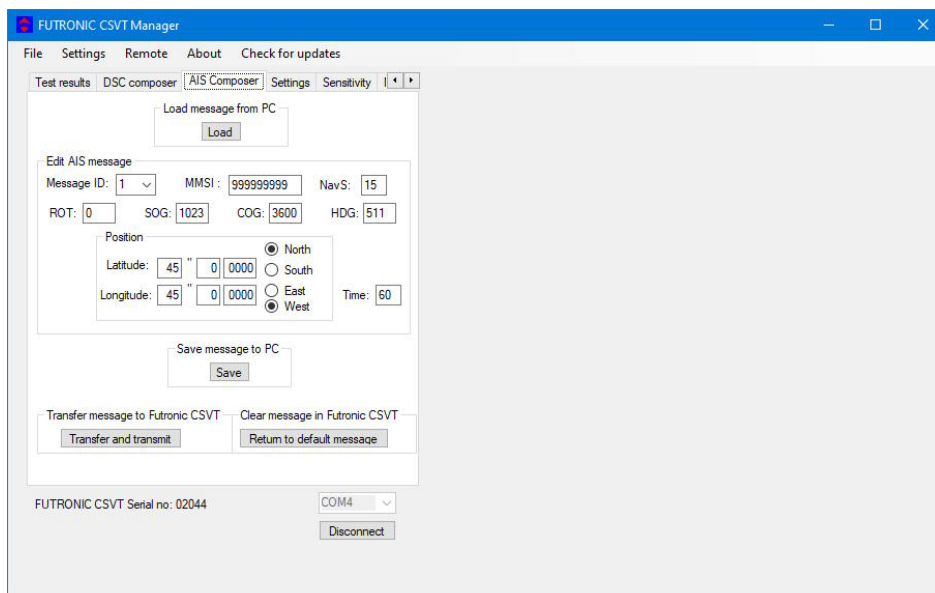 FUTRONIC CSVT Manager
File Settings Remote About Check for updates
Test results DSC composer AIS Composer Settings Sensitivity
Load message from PC
Load
Edit AIS message
Message ID: 1 MMSI : 999999999 NavS: 15
ROT: 0 SOG: 1023 COG: 3600 HDG: 511
Position
North
Latitude: 45 " 0 0000
South
East
Longitude: 45 " 0 0000 Time: 60
West
Save message to PC
Save
Transfer message to Futronic CSVT Clear message in Futronic CSVT
Transfer and transmit Return to default message
FUTRONIC CSVT Serial no: 02044 COM4
Disconnect